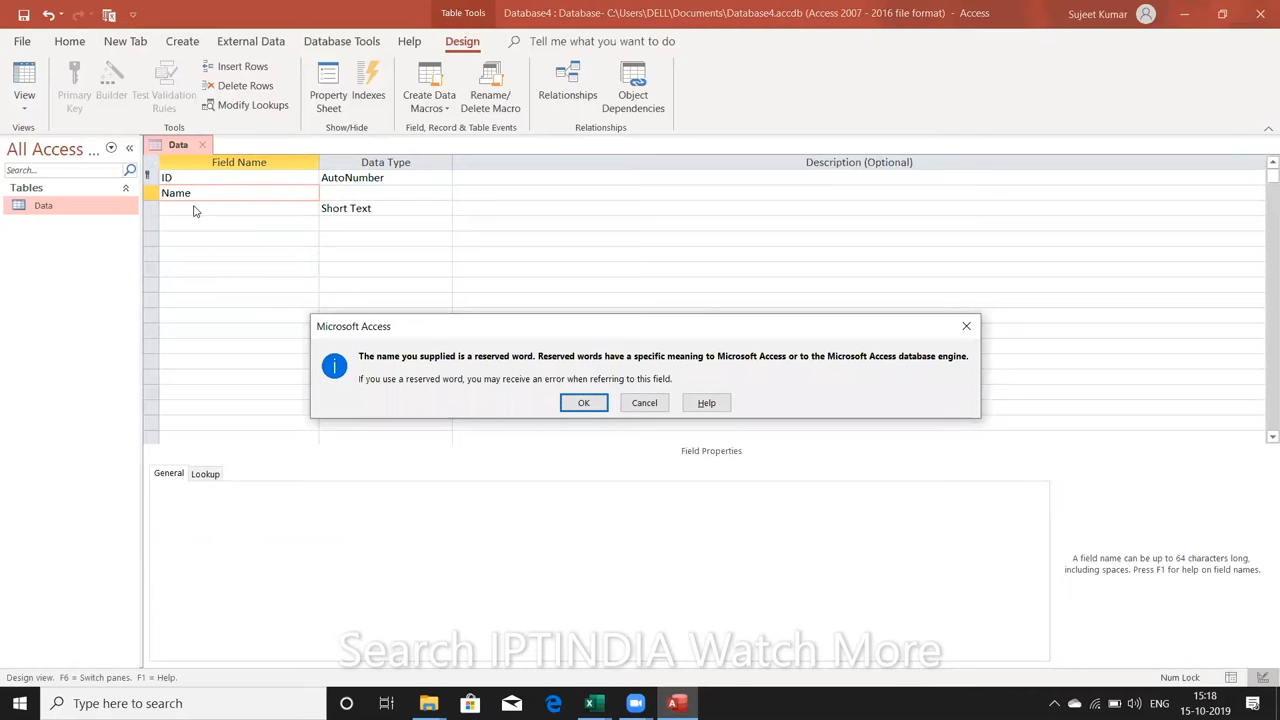 Table Tools
Database4 : Database- C:\Users\DELL\Documents\Database4.accdb (Access 2007 - 2016 file format) - Access
Sujeet Kumar
File Home New Tab Create External Data Database Tools Help Design Tell me what you want to do
View
Views
Primary Key
Builder
Test Validation Rules
Insert Rows
Delete Rows
Modify Lookups
Tools
Property Sheet
Indexes
Show/Hide
Create Data Macros
Rename/ Delete Macro
Field, Record & Table Events
Relationships
Object Dependencies
Relationships
All Access ...
Search...
Tables
Data
Data
Field Name Data Type Description (Optional)
ID AutoNumber
Name
Short Text
Microsoft Access
The name you supplied is a reserved word. Reserved words have a specific meaning to Microsoft Access or to the Microsoft Access database engine.
If you use a reserved word, you may receive an error when referring to this field.
OK Cancel Help
Field Properties
General Lookup
A field name can be up to 64 characters long,
including spaces. Press F1 for help on field names.
Search IPTINDIA Watch More
Design view. F6 = Switch panes. F1 = Help.
Num Lock
Type here to search
ENG
15:18
15-10-2019